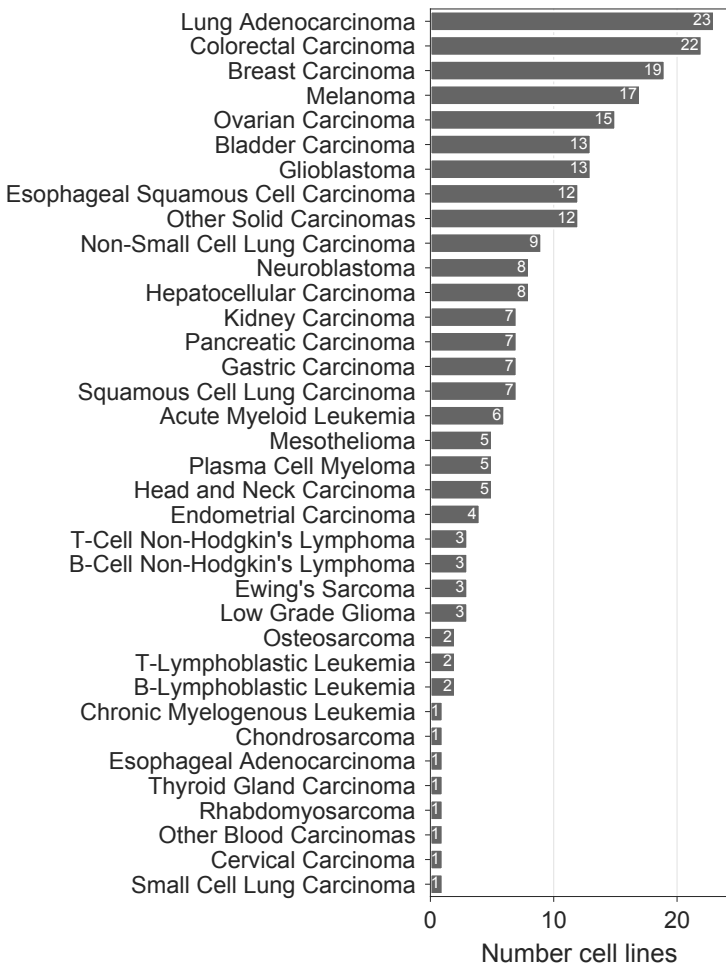 Lung Adenocarcinoma 23
Colorectal Carcinoma 22
Breast Carcinoma 19
Melanoma 17
Ovarian Carcinoma 15
Bladder Carcinoma 13
Glioblastoma 13
Esophageal Squamous Cell Carcinoma 12
Other Solid Carcinomas 12
Non-Small Cell Lung Carcinoma 9
Neuroblastoma 8
Hepatocellular Carcinoma 8
Kidney Carcinoma 7
Pancreatic Carcinoma 7
Gastric Carcinoma 7
Squamous Cell Lung Carcinoma 7
Acute Myeloid Leukemia 6
Mesothelioma 5
Plasma Cell Myeloma 5
Head and Neck Carcinoma 5
Endometrial Carcinoma 4
T-Cell Non-Hodgkin's Lymphoma 3
B-Cell Non-Hodgkin's Lymphoma 3
Ewing's Sarcoma 3
Low Grade Glioma 3
Osteosarcoma 2
T-Lymphoblastic Leukemia 2
B-Lymphoblastic Leukemia 2
Chronic Myelogenous Leukemia 1
Chondrosarcoma 1
Esophageal Adenocarcinoma 1
Thyroid Gland Carcinoma 1
Rhabdomyosarcoma 1
Other Blood Carcinomas 1
Cervical Carcinoma 1
Small Cell Lung Carcinoma 1
0 10 20
Number cell lines